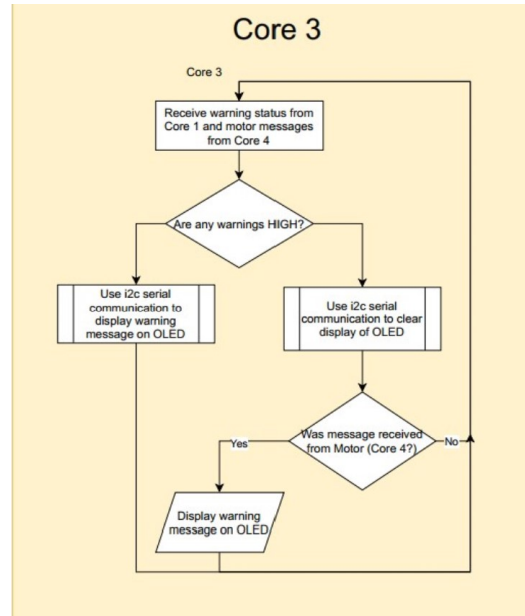 Core 3
Core 3
Receive warning status from
Core 1 and motor messages
from Core 4
Are any warnings HIGH?
Use i2c serial
communication to
display warning
message on OLED
Use i2c serial
communication to clear
display of OLED
Was message received
from Motor (Core 4?)
Yes
No
Display warning
message on OLED